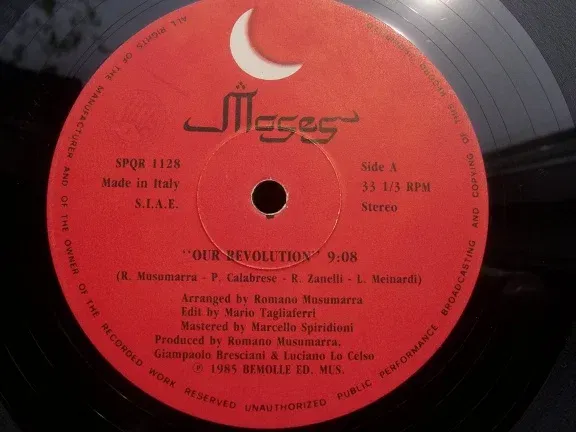 Moses
SPQR 1128
Made in Italy
S.I.A.E.
Side A
33 1/3 RPM
Stereo
"OUR REVOLUTION" 9:08
(R. Musumarra - P. Calabrese - R. Zanelli - L. Meinardi)
Arranged by Romano Musumarra
Edit by Mario Tagliaferri
Mastered by Marcello Spiridioni
Produced by Romano Musumarra,
Giampaolo Bresciani & Luciano Lo Celso
℗ 1985 BEMOLLE ED. MUS.
ALL RIGHTS OF THE MANUFACTURER AND OF THE OWNER OF THE RECORDED WORK RESERVED UNAUTHORIZED PUBLIC PERFORMANCE BROADCASTING AND COPYING OF THIS RECORD